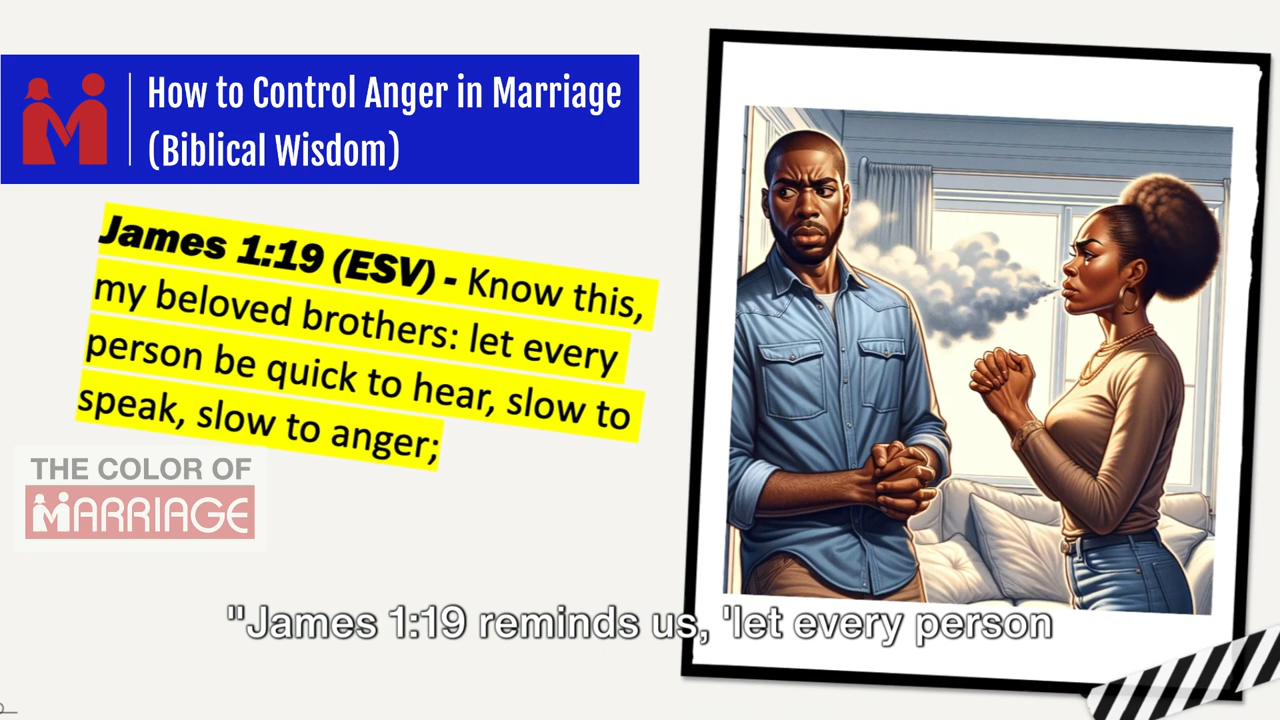 How to Control Anger in Marriage
(Biblical Wisdom)
James 1:19 (ESV) - Know this,
my beloved brothers: let every
person be quick to hear, slow to
speak, slow to anger;
THE COLOR OF
MARRIAGE
"James 1:19 reminds us, 'let every person